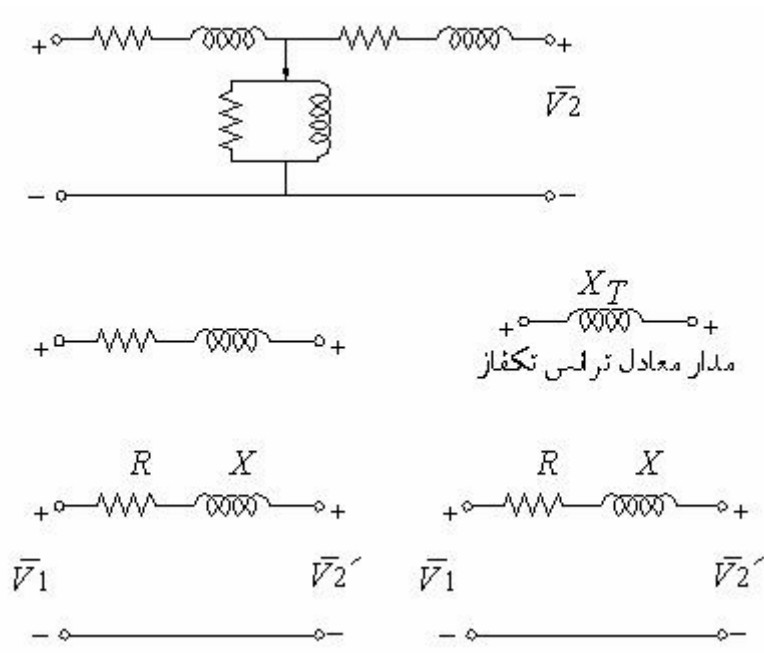 + +
V̄2
− −
X_T
+ + + +
مدار معادل ترانس تکفاز
R X R X
+ + + +
V̄1 V̄2′ V̄1 V̄2′
− − − −